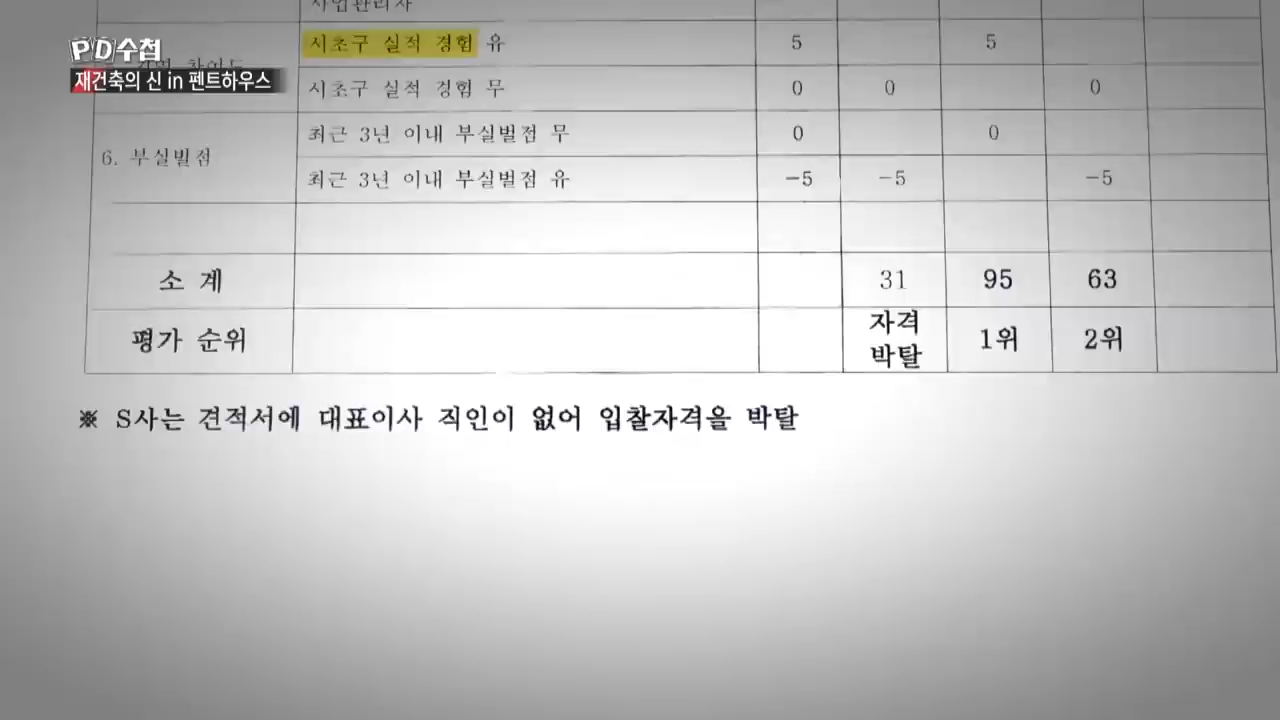 사업관리자
PD수첩
재건축의 신 in 펜트하우스
시초구 실적 경험 유 5 5
시초구 실적 경험 무 0 0 0
6. 부실벌점
최근 3년 이내 부실벌점 무 0 0
최근 3년 이내 부실벌점 유 -5 -5 -5
소 계 31 95 63
평가 순위 자격 박탈 1위 2위
※ S사는 견적서에 대표이사 직인이 없어 입찰자격을 박탈